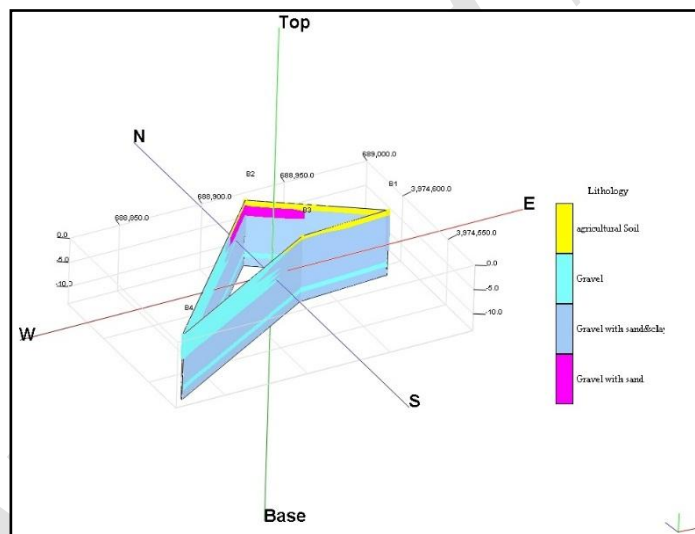 Top
N
B2
689,000.0
688,950.0
B1
3,974,600.0
688,900.0
B3
E
688,850.0
3,974,550.0
0.0
-5.0
-10.0
0.0
-5.0
-10.0
B4
W
S
Base
Lithology
agricultural Soil
Gravel
Gravel with sand&clay
Gravel with sand